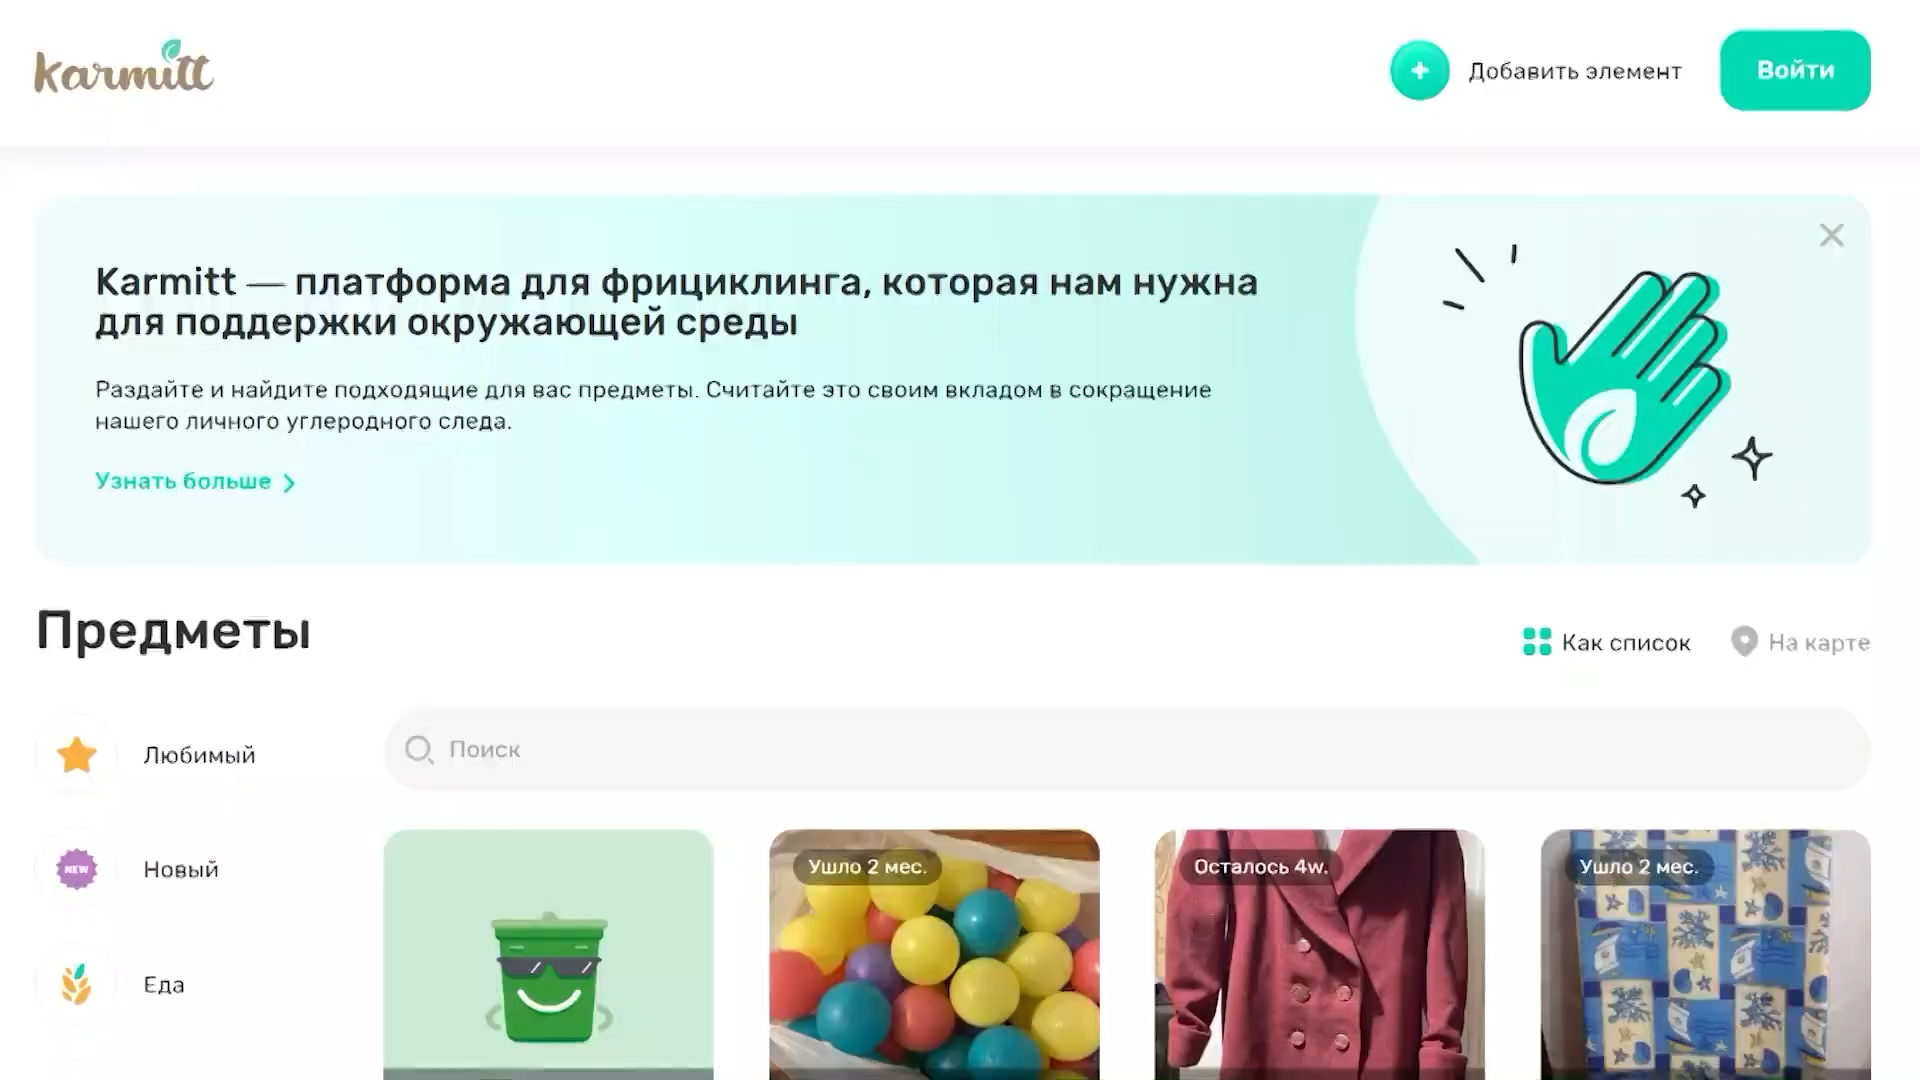 karmitt
Добавить элемент
Войти
Karmitt — платформа для фрициклинга, которая нам нужна
для поддержки окружающей среды
Раздайте и найдите подходящие для вас предметы. Считайте это своим вкладом в сокращение
нашего личного углеродного следа.
Узнать больше
Предметы
Как список
На карте
Любимый
Поиск
NEW
Новый
Еда
Ушло 2 мес.
Осталось 4w.
Ушло 2 мес.